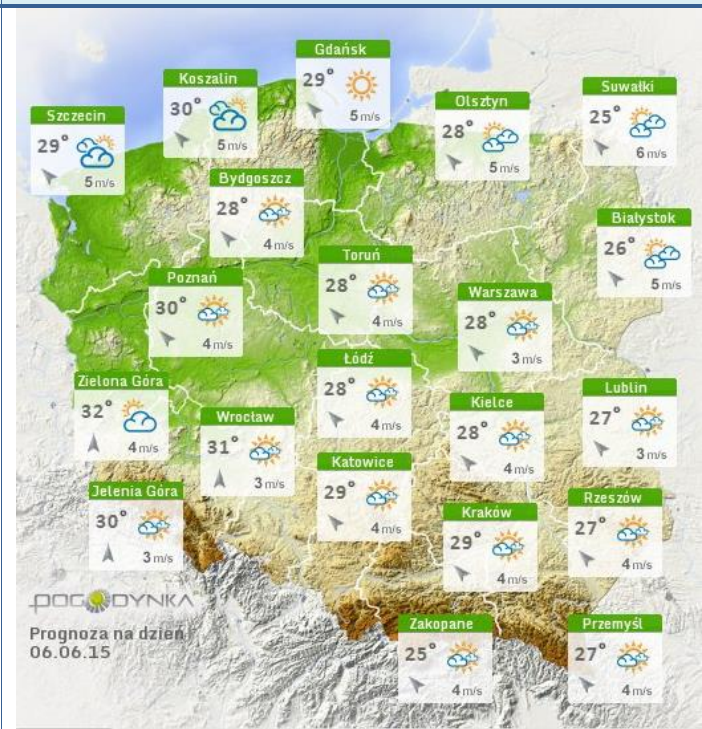 Gdańsk
29°
5 m/s
Koszalin
30°
5 m/s
Suwałki
25°
6 m/s
Olsztyn
28°
5 m/s
Szczecin
29°
5 m/s
Bydgoszcz
28°
4 m/s
Białystok
26°
5 m/s
Toruń
28°
4 m/s
Poznań
30°
4 m/s
Warszawa
28°
3 m/s
Łódź
28°
4 m/s
Zielona Góra
32°
4 m/s
Wrocław
31°
3 m/s
Kielce
28°
4 m/s
Lublin
27°
3 m/s
Katowice
29°
4 m/s
Jelenia Góra
30°
3 m/s
Kraków
29°
4 m/s
Rzeszów
27°
4 m/s
POGODYNKA
Prognoza na dzień
06.06.15
Zakopane
25°
4 m/s
Przemyśl
27°
4 m/s